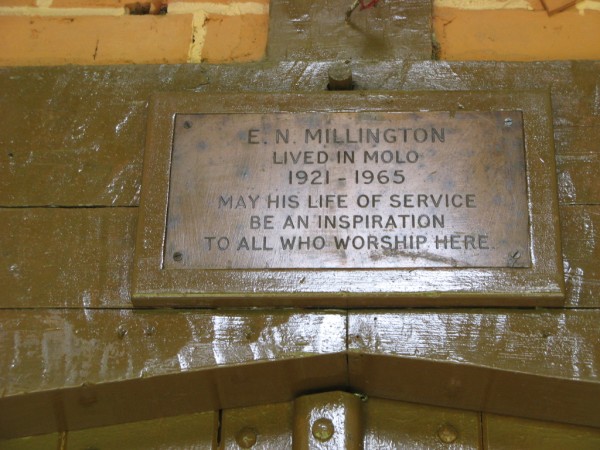 E. N. MILLINGTON
LIVED IN MOLO
1921 - 1965
MAY HIS LIFE OF SERVICE
BE AN INSPIRATION
TO ALL WHO WORSHIP HERE.